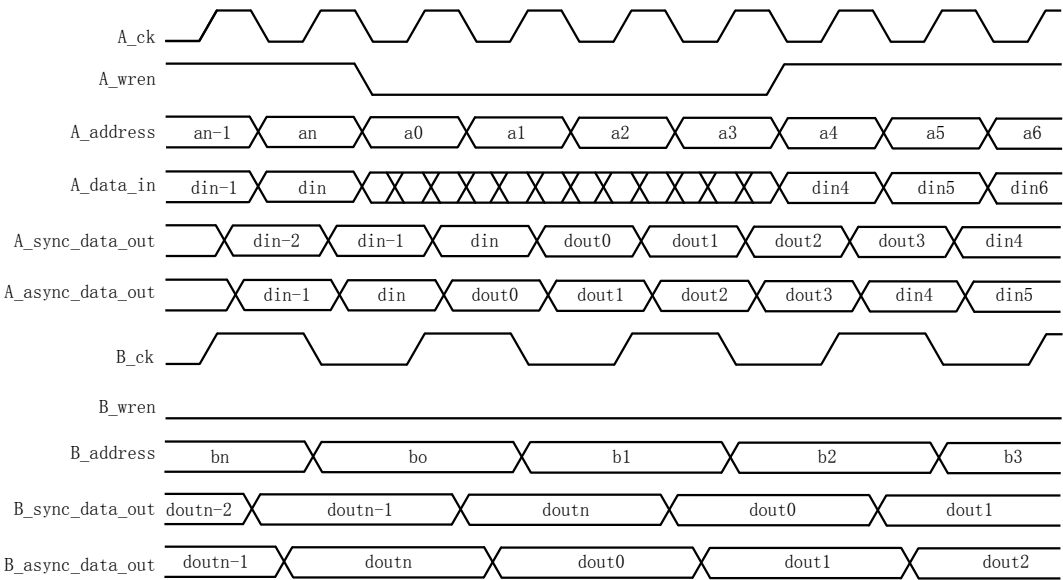 A_ck
A_wren
A_address an-1 an a0 a1 a2 a3 a4 a5 a6
A_data_in din-1 din din4 din5 din6
A_sync_data_out din-2 din-1 din dout0 dout1 dout2 dout3 din4
A_async_data_out din-1 din dout0 dout1 dout2 dout3 din4 din5
B_ck
B_wren
B_address bn bo b1 b2 b3
B_sync_data_out doutn-2 doutn-1 doutn dout0 dout1
B_async_data_out doutn-1 doutn dout0 dout1 dout2